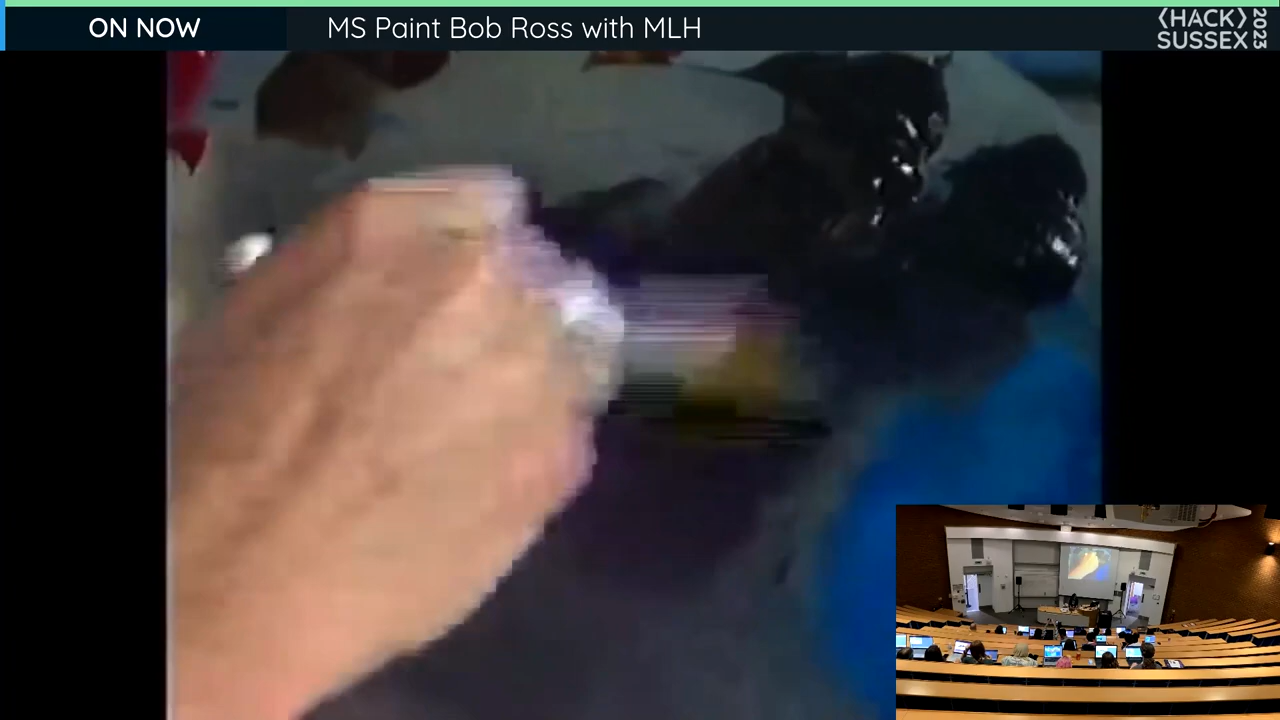 ON NOW
MS Paint Bob Ross with MLH
⟨HACK⟩
SUSSEX
2023